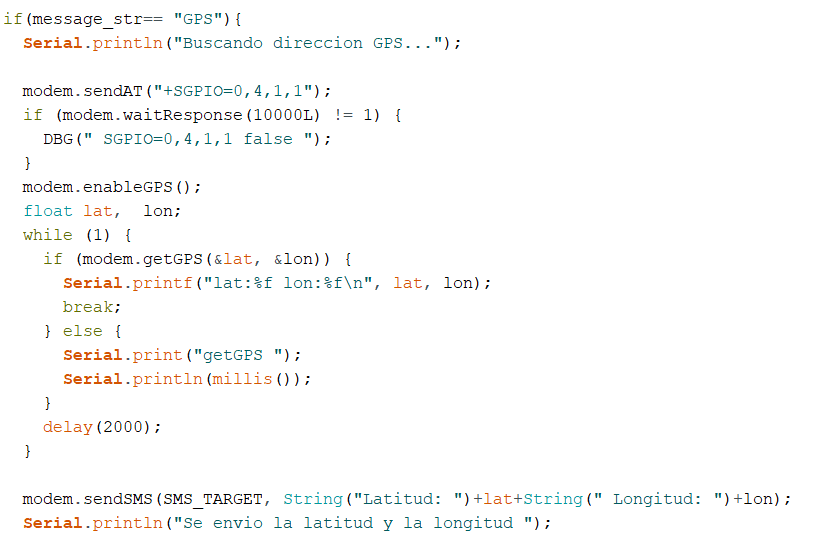 if(message_str== "GPS"){
  Serial.println("Buscando direccion GPS...");

  modem.sendAT("+SGPIO=0,4,1,1");
  if (modem.waitResponse(10000L) != 1) {
    DBG(" SGPIO=0,4,1,1 false ");
  }
  modem.enableGPS();
  float lat,  lon;
  while (1) {
    if (modem.getGPS(&lat, &lon)) {
      Serial.printf("lat:%f lon:%f\n", lat, lon);
      break;
    } else {
      Serial.print("getGPS ");
      Serial.println(millis());
    }
    delay(2000);
  }

  modem.sendSMS(SMS_TARGET, String("Latitud: ")+lat+String(" Longitud: ")+lon);
  Serial.println("Se envio la latitud y la longitud ");